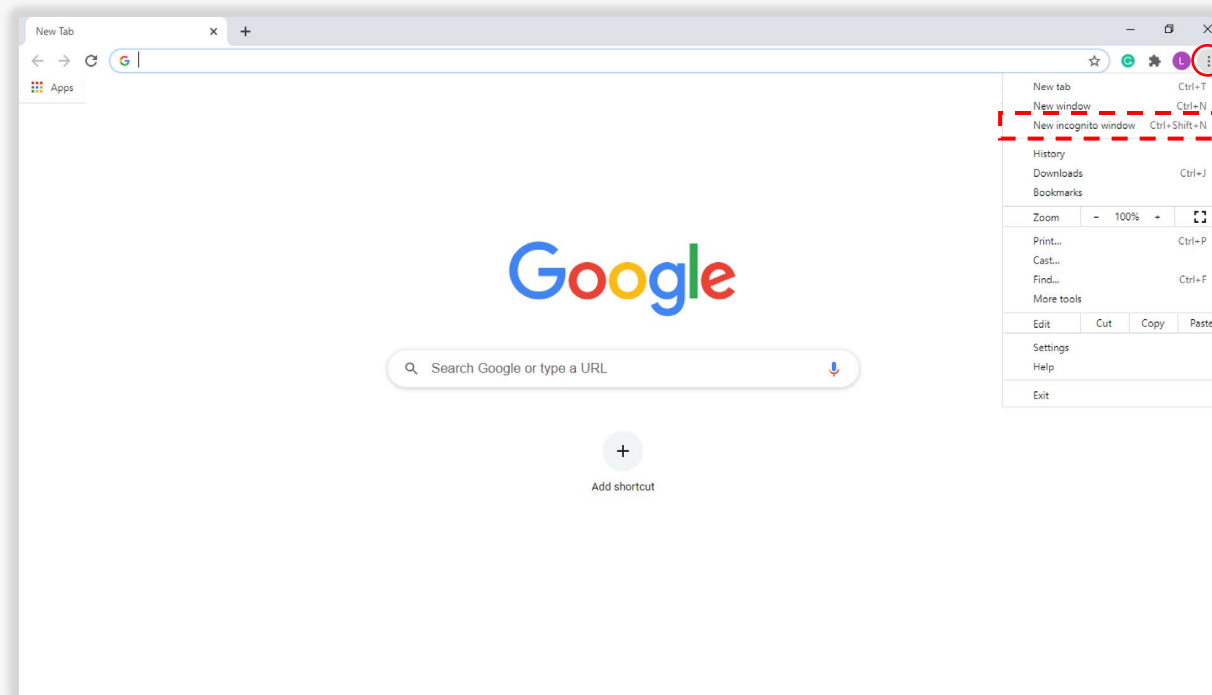 New Tab
G
L
Apps
New tab Ctrl+T
New window Ctrl+N
New incognito window Ctrl+Shift+N
History
Downloads Ctrl+J
Bookmarks
Zoom - 100% +
Print... Ctrl+P
Cast...
Find... Ctrl+F
More tools
Edit Cut Copy Paste
Settings
Help
Exit
Google
Search Google or type a URL
Add shortcut